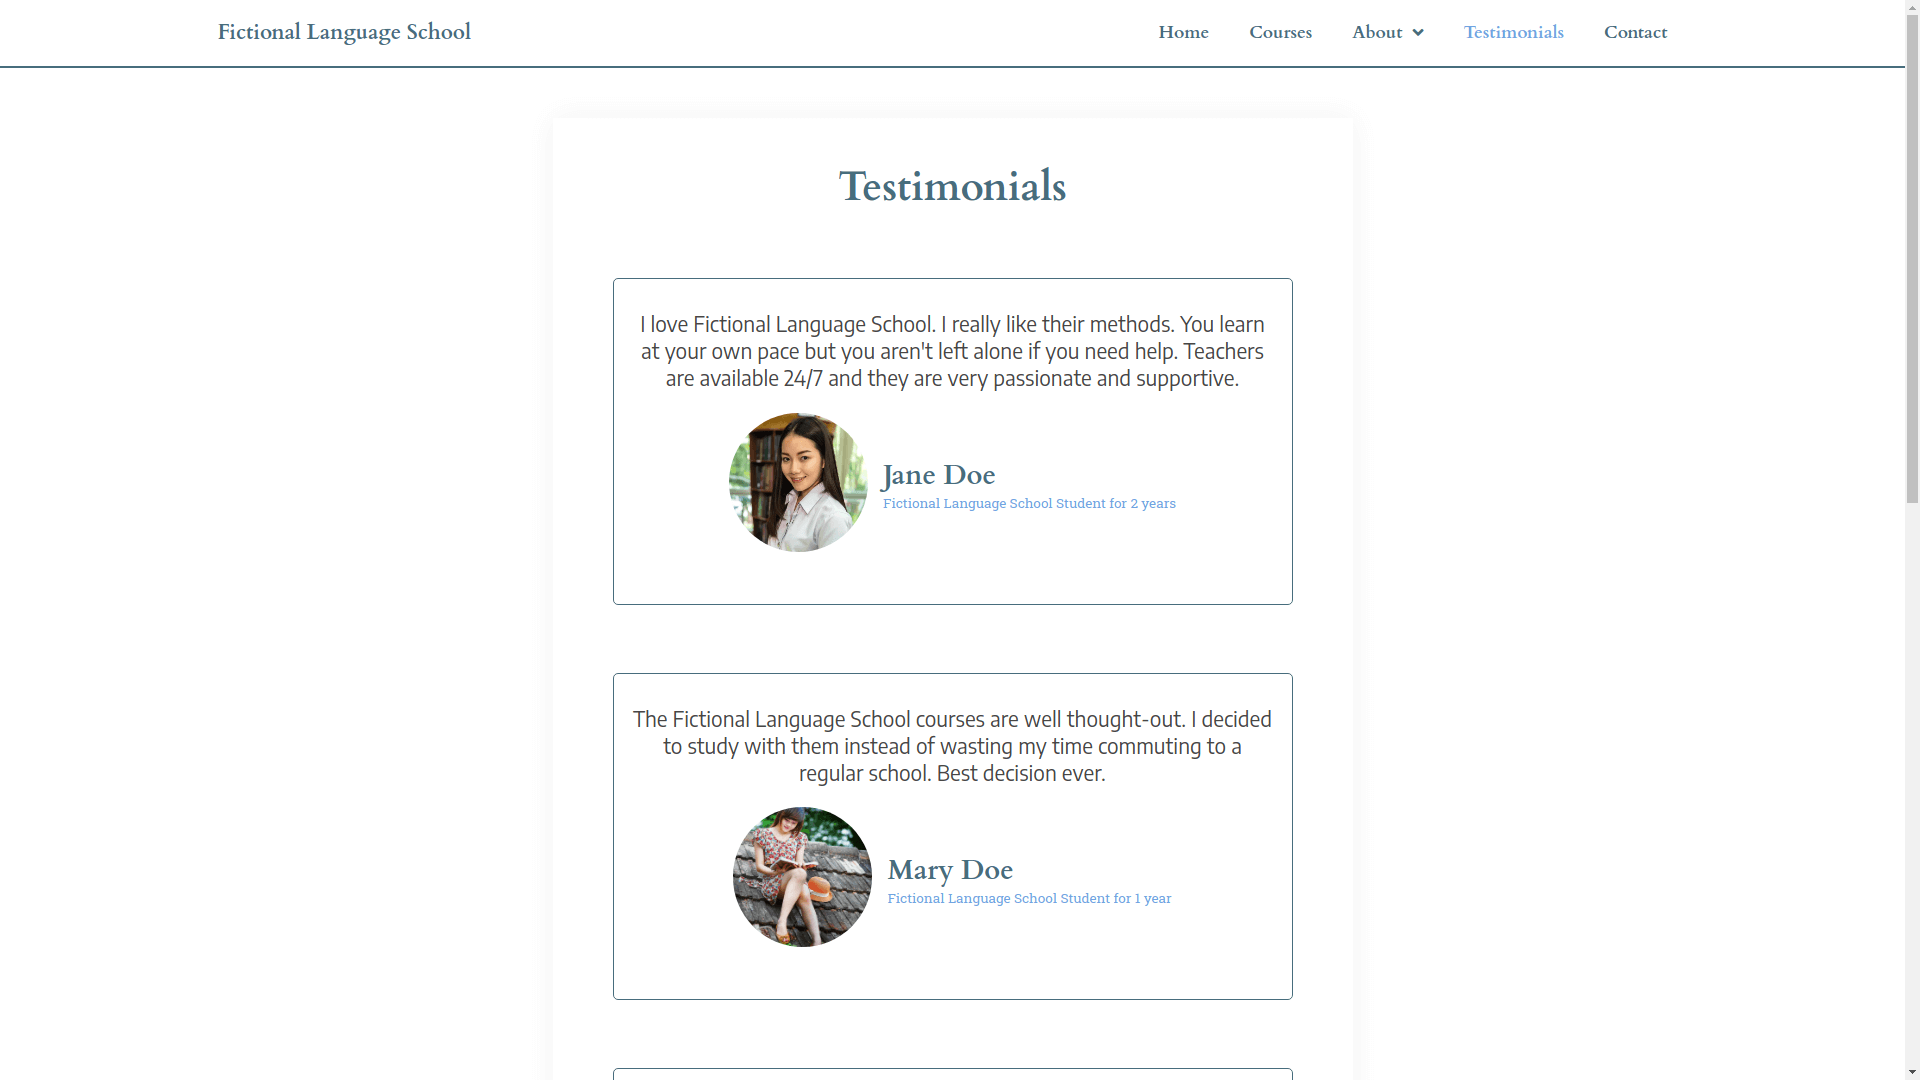 Fictional Language School
Home
Courses
About
Testimonials
Contact
Testimonials
I love Fictional Language School. I really like their methods. You learn
at your own pace but you aren't left alone if you need help. Teachers
are available 24/7 and they are very passionate and supportive.
Jane Doe
Fictional Language School Student for 2 years
The Fictional Language School courses are well thought-out. I decided
to study with them instead of wasting my time commuting to a
regular school. Best decision ever.
Mary Doe
Fictional Language School Student for 1 year